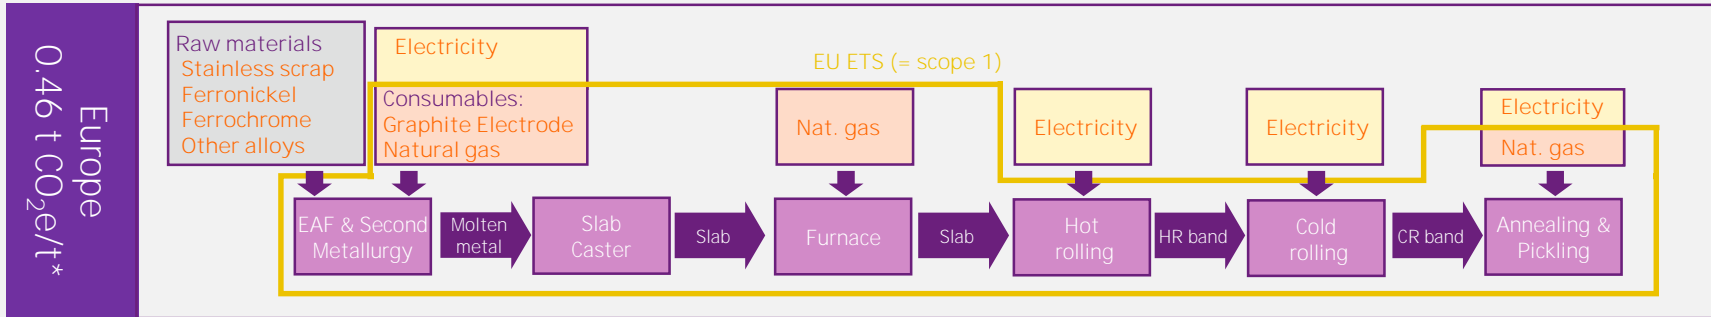 Europe
0.46 t CO₂e/t*
Raw materials
Stainless scrap
Ferronickel
Ferrochrome
Other alloys
Electricity
Consumables:
Graphite Electrode
Natural gas
EU ETS (= scope 1)
Nat. gas
Electricity
Electricity
Electricity
Nat. gas
EAF & Second
Metallurgy
Molten
metal
Slab
Caster
Slab
Furnace
Slab
Hot
rolling
HR band
Cold
rolling
CR band
Annealing &
Pickling